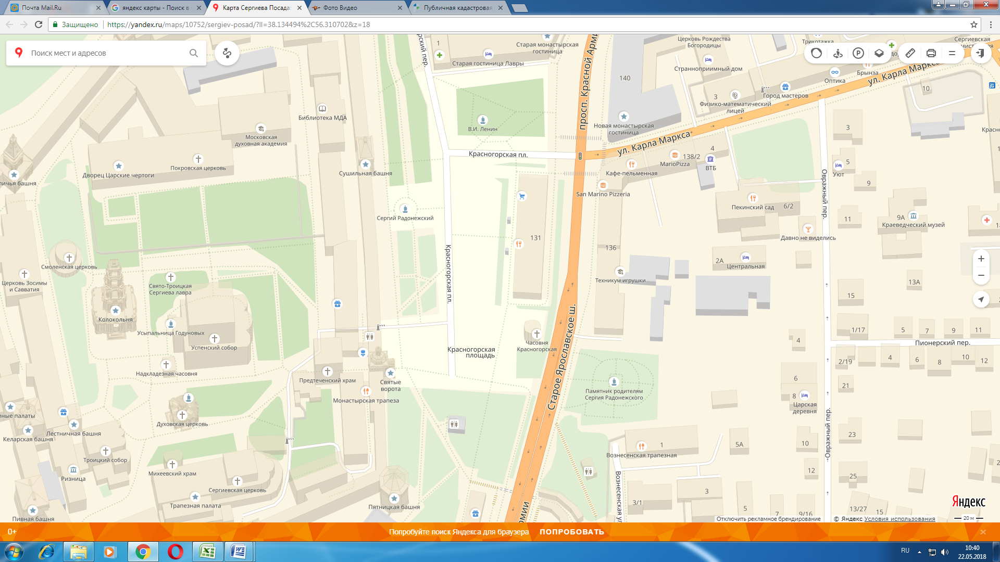 Почта Mail.Ru
яндекс карты - Поиск в
Карта Сергиева Посада
Фото Видео
Публичная кадастровая
Защищено
https://yandex.ru/maps/10752/sergiev-posad/?ll=38.134494%2C56.310702&z=18
Поиск мест и адресов
1
Старая монастырская
гостиница
Старая гостиница Лавры
просп. Красной Арми
140
Церковь Рождества
Богородицы
Трикотажка
Сергиевская
Странноприимный дом
Оптика
Брынза
ул. Карла Маркса
10
3
Физико-математический
лицей
Город мастеров
Библиотека МДА
Московская
духовная академия
В.И. Ленин
Новая монастырская
гостиница
3
Красногорская пл.
ул. Карла Маркса
4
138/2
MarioPizza
ВТБ
Кафе-пельменная
5
Уют
Дворец Царские чертоги
Покровская церковь
Сушильная башня
9
Овражный пер.
San Marino Pizzeria
Пекинский сад
6/2
Сергий Радонежский
11
9А
Краеведческий музей
131
Давно не виделись
136
Красногорская пл.
2А
Центральная
Смоленская церковь
Церковь Зосимы
и Савватия
Свято-Троицкая
Сергиева лавра
Техникум игрушки
13А
15
Колокольня
Усыпальница Годуновых
Успенский собор
Старое Ярославское ш.
1/17
5
7
9
11
4
Часовня
Красногорская
Красногорская
площадь
Пионерский пер.
2/19
4
6
8
10
12
Надкладезная часовня
Предтеченский храм
Святые
ворота
6
21
Памятник родителям
Сергия Радонежского
8
Царская
деревня
Монастырская трапеза
Духовская церковь
Лестничная башня
Келарская башня
Овражный пер.
23
1
5А
10
Вознесенская трапезная
Троицкий собор
Михеевский храм
12
25
Ризница
Сергиевская церковь
3
3/1
Трапезная палата
Пятницкая башня
5
7
9/16
13/27
15
Пивная башня
Яндекс
Отключить рекламное брендирование
© Яндекс Условия использования
20 м
0+
Попробуйте поиск Яндекса для браузера
ПОПРОБОВАТЬ
RU
10:40
22.05.2018